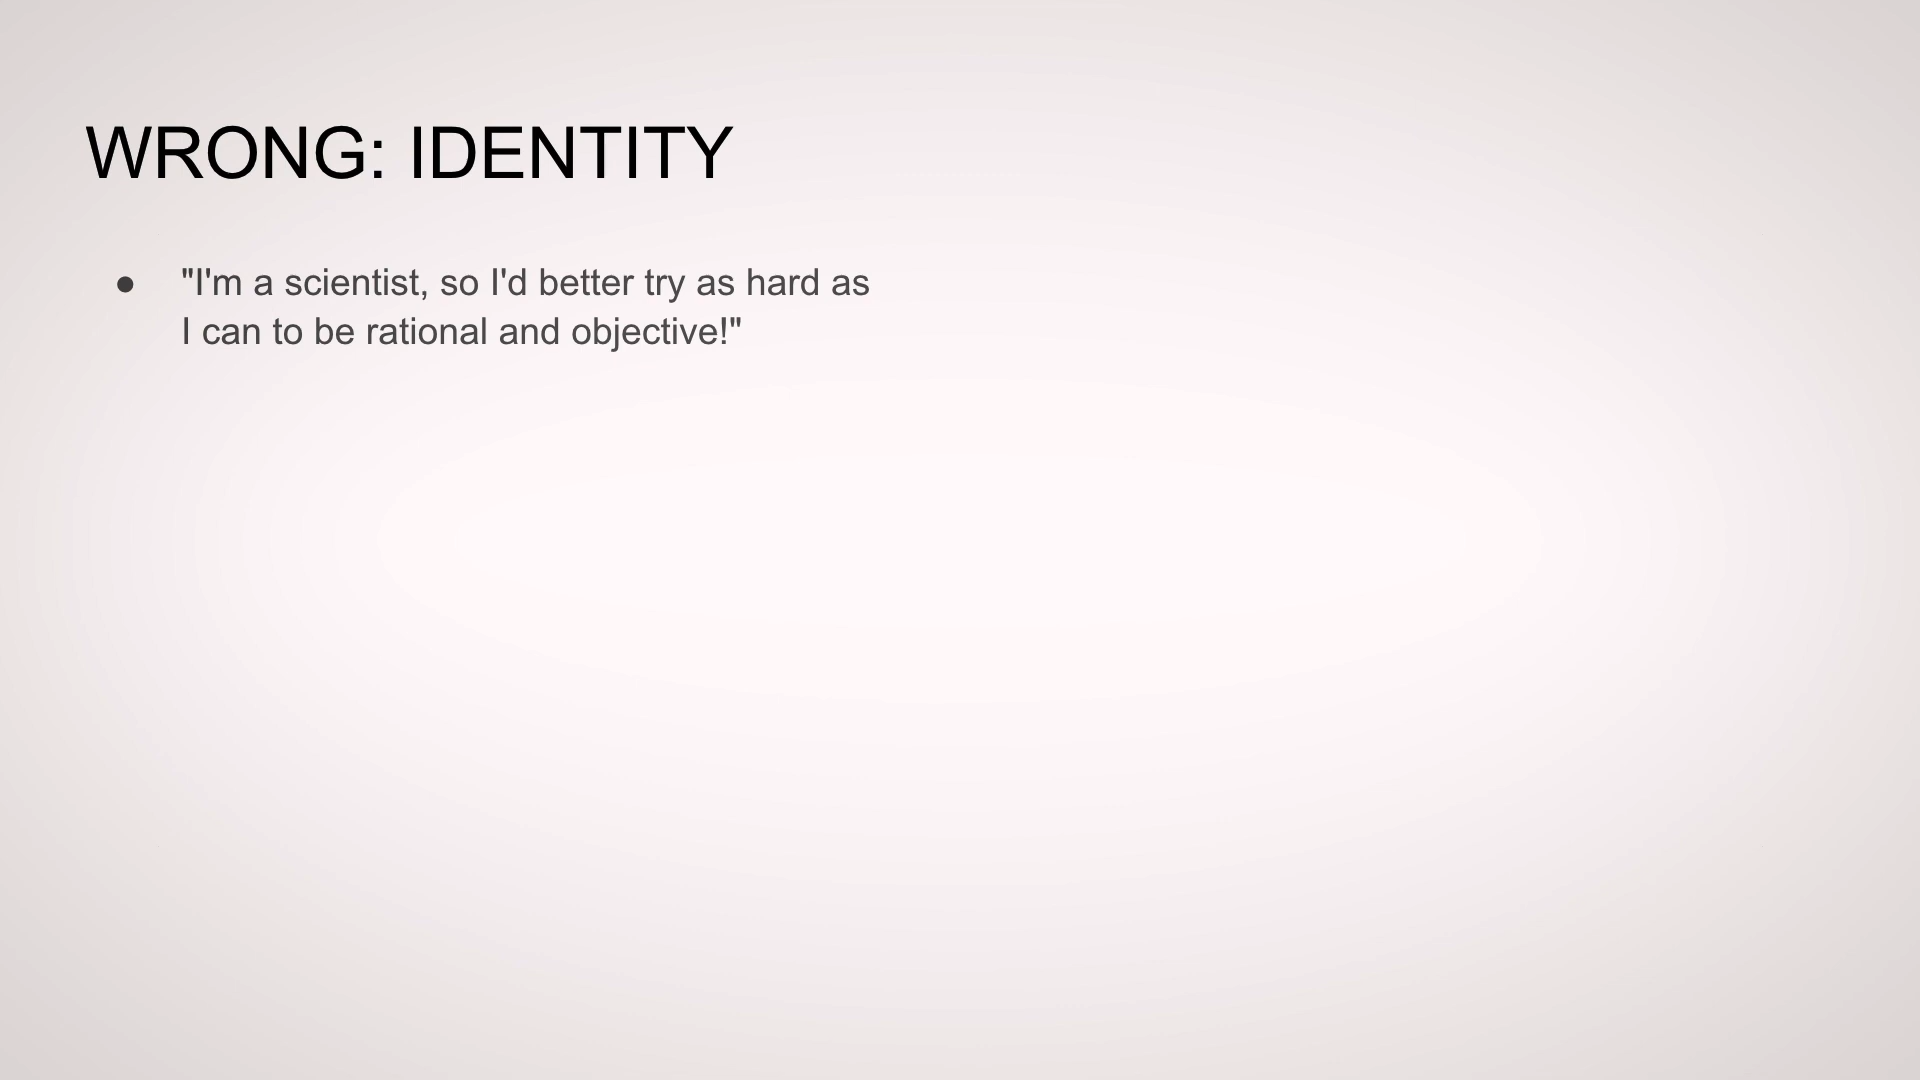 WRONG: IDENTITY
● "I'm a scientist, so I'd better try as hard as
I can to be rational and objective!"